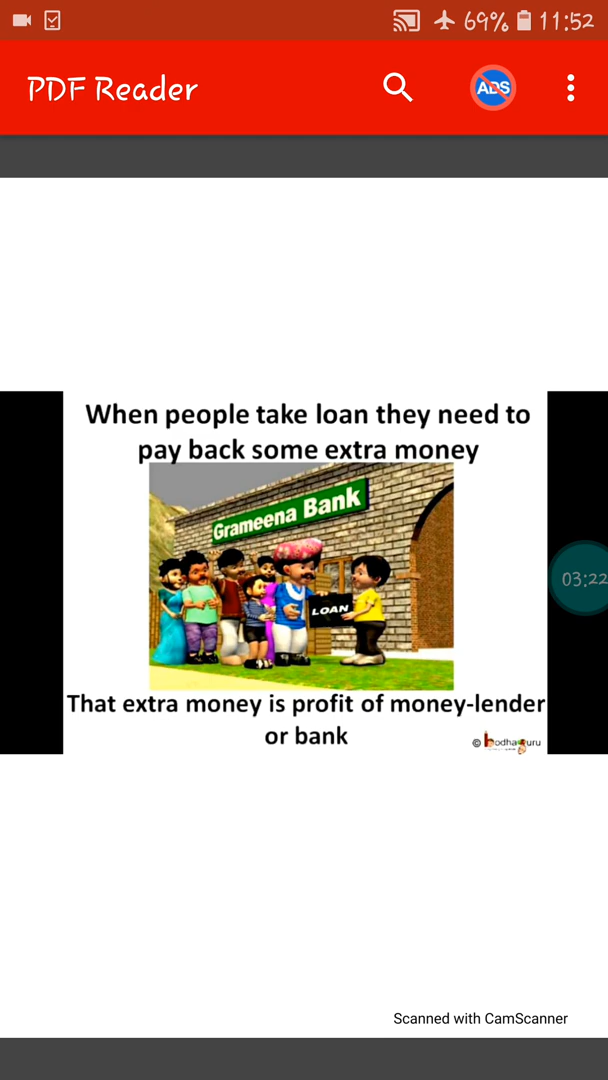 69% 11:52
PDF Reader
ADS
When people take loan they need to
pay back some extra money
Grameena Bank
LOAN
03:22
That extra money is profit of money-lender
or bank
© bodhaguru
Scanned with CamScanner